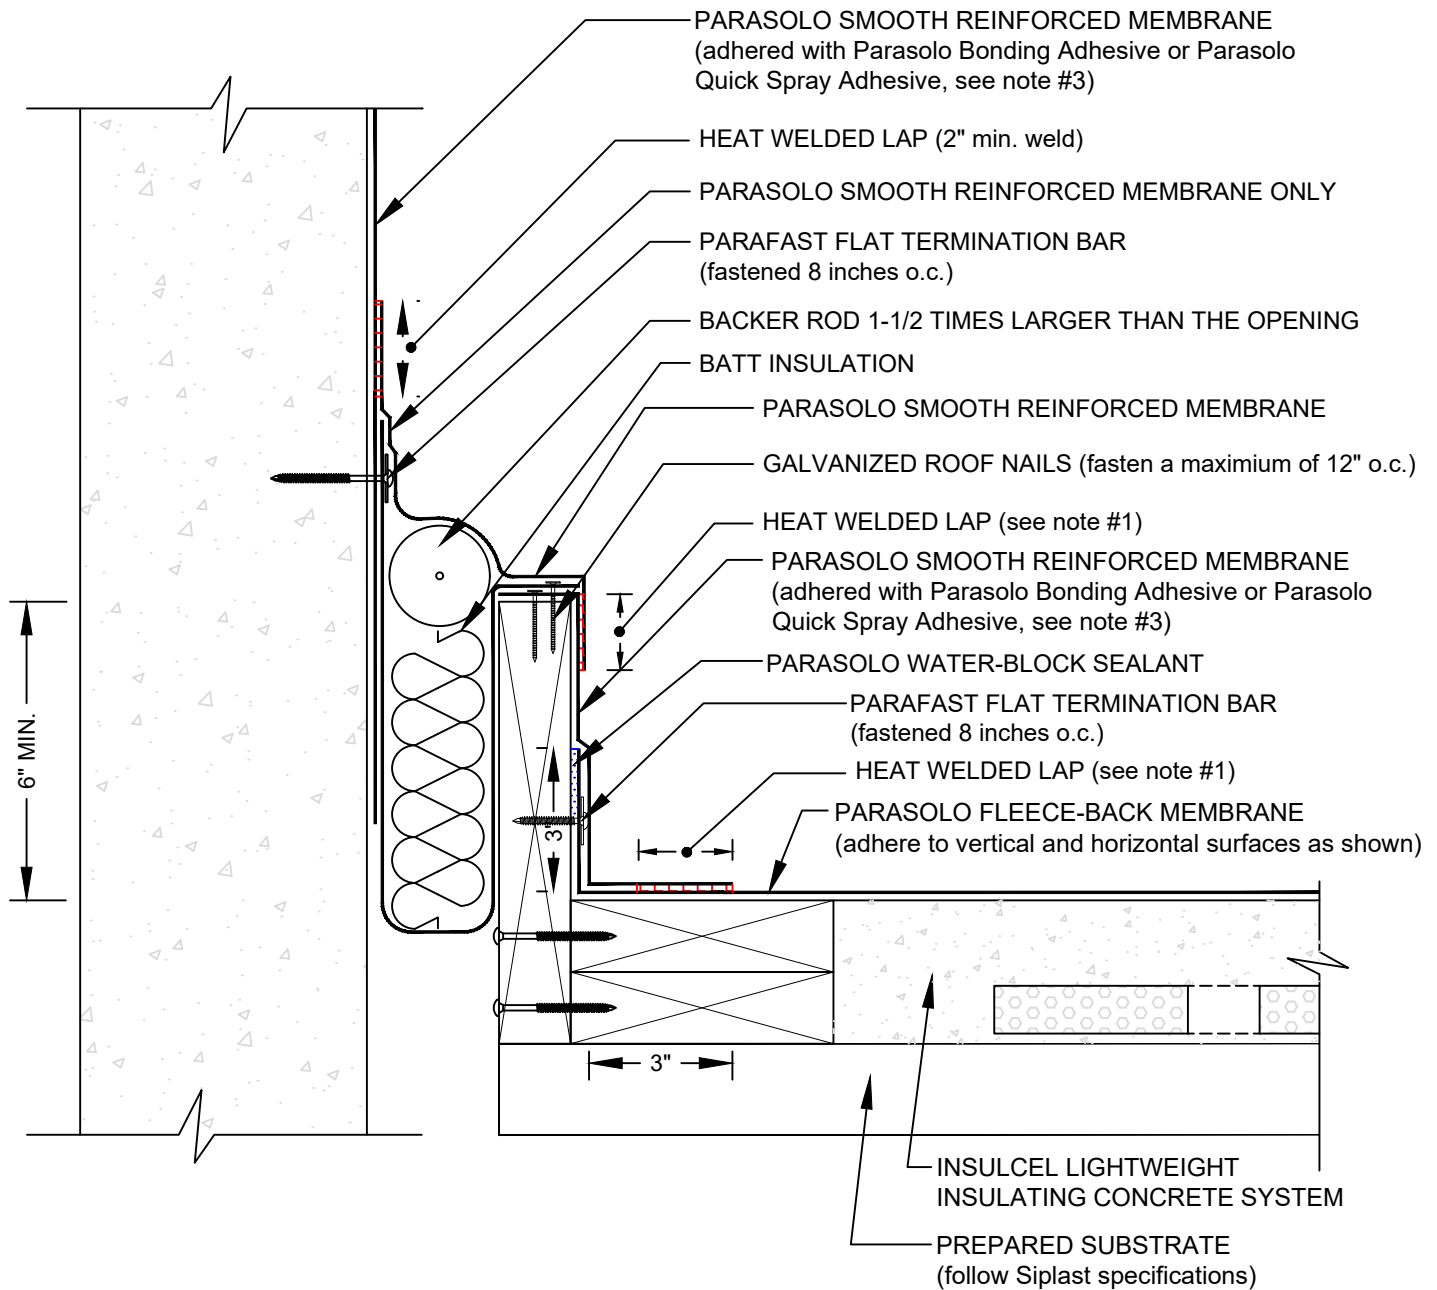 PARASOLO SMOOTH REINFORCED MEMBRANE
(adhered with Parasolo Bonding Adhesive or Parasolo
Quick Spray Adhesive, see note #3)
HEAT WELDED LAP (2" min. weld)
PARASOLO SMOOTH REINFORCED MEMBRANE ONLY
PARAFAST FLAT TERMINATION BAR
(fastened 8 inches o.c.)
BACKER ROD 1-1/2 TIMES LARGER THAN THE OPENING
BATT INSULATION
PARASOLO SMOOTH REINFORCED MEMBRANE
GALVANIZED ROOF NAILS (fasten a maximium of 12" o.c.)
HEAT WELDED LAP (see note #1)
PARASOLO SMOOTH REINFORCED MEMBRANE
(adhered with Parasolo Bonding Adhesive or Parasolo
Quick Spray Adhesive, see note #3)
PARASOLO WATER-BLOCK SEALANT
PARAFAST FLAT TERMINATION BAR
(fastened 8 inches o.c.)
HEAT WELDED LAP (see note #1)
PARASOLO FLEECE-BACK MEMBRANE
(adhere to vertical and horizontal surfaces as shown)
6" MIN.
3"
3"
INSULCEL LIGHTWEIGHT
INSULATING CONCRETE SYSTEM
PREPARED SUBSTRATE
(follow Siplast specifications)